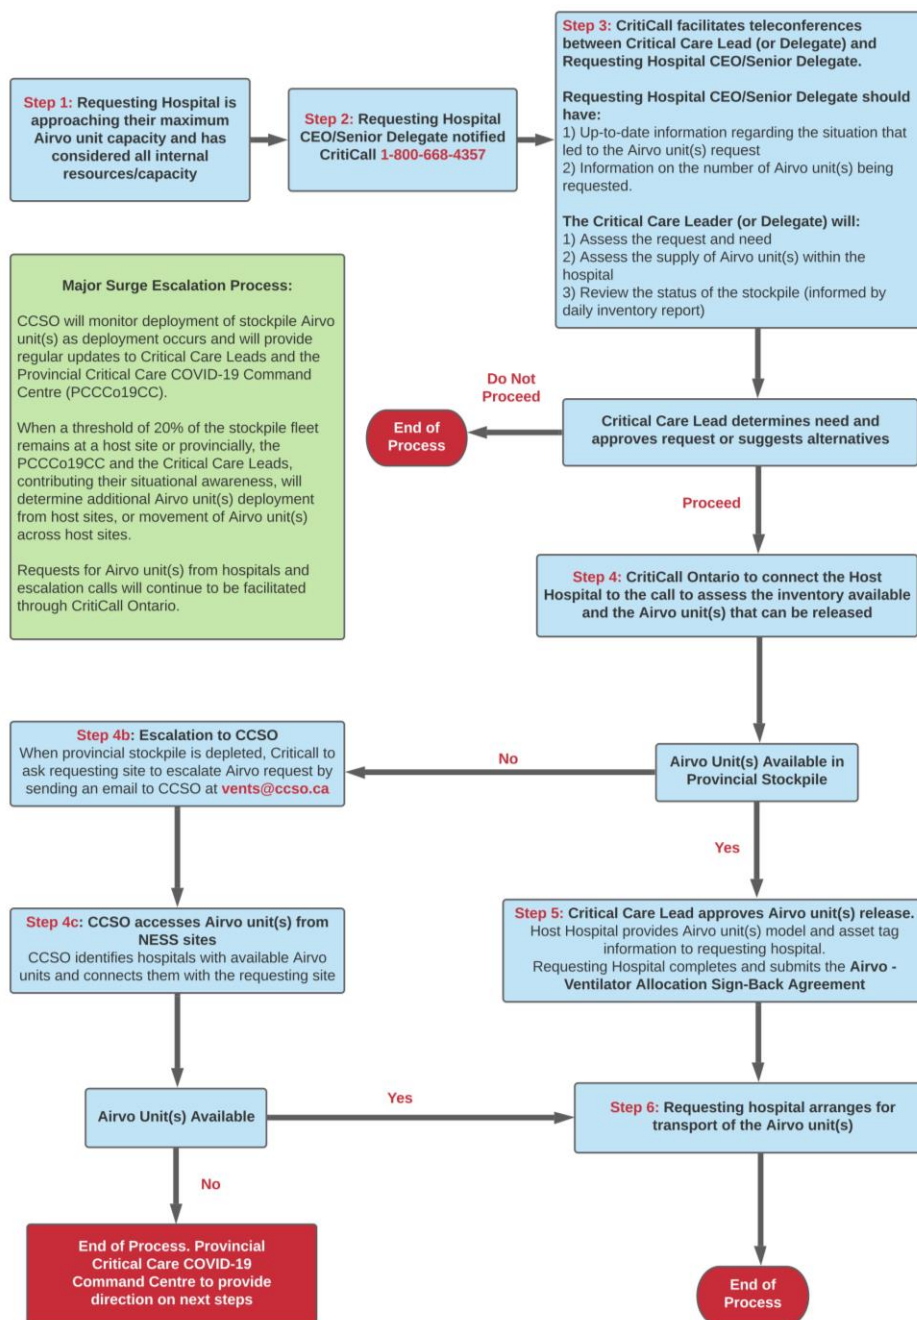 Step 1: Requesting Hospital is
approaching their maximum
Airvo unit capacity and has
considered all internal
resources/capacity
Step 2: Requesting Hospital
CEO/Senior Delegate notified
CritiCall 1-800-668-4357
Step 3: CritiCall facilitates teleconferences
between Critical Care Lead (or Delegate) and
Requesting Hospital CEO/Senior Delegate.
Requesting Hospital CEO/Senior Delegate should
have:
1) Up-to-date information regarding the situation that
led to the Airvo unit(s) request
2) Information on the number of Airvo unit(s) being
requested.
The Critical Care Leader (or Delegate) will:
1) Assess the request and need
2) Assess the supply of Airvo unit(s) within the
hospital
3) Review the status of the stockpile (informed by
daily inventory report)
Major Surge Escalation Process:
CCSO will monitor deployment of stockpile Airvo
unit(s) as deployment occurs and will provide
regular updates to Critical Care Leads and the
Provincial Critical Care COVID-19 Command
Centre (PCCCo19CC).
When a threshold of 20% of the stockpile fleet
remains at a host site or provincially, the
PCCCo19CC and the Critical Care Leads,
contributing their situational awareness, will
determine additional Airvo unit(s) deployment
from host sites, or movement of Airvo unit(s)
across host sites.
Requests for Airvo unit(s) from hospitals and
escalation calls will continue to be facilitated
through CritiCall Ontario.
Do Not
Proceed
End of
Process
Critical Care Lead determines need and
approves request or suggests alternatives
Proceed
Step 4: CritiCall Ontario to connect the Host
Hospital to the call to assess the inventory available
and the Airvo unit(s) that can be released
Step 4b: Escalation to CCSO
When provincial stockpile is depleted, Criticall to
ask requesting site to escalate Airvo request by
sending an email to CCSO at vents@ccso.ca
No
Airvo Unit(s) Available in
Provincial Stockpile
Yes
Step 4c: CCSO accesses Airvo unit(s) from
NESS sites
CCSO identifies hospitals with available Airvo
units and connects them with the requesting site
Step 5: Critical Care Lead approves Airvo unit(s) release.
Host Hospital provides Airvo unit(s) model and asset tag
information to requesting hospital.
Requesting Hospital completes and submits the Airvo -
Ventilator Allocation Sign-Back Agreement
Airvo Unit(s) Available
Yes
Step 6: Requesting hospital arranges for
transport of the Airvo unit(s)
No
End of Process. Provincial
Critical Care COVID-19
Command Centre to provide
direction on next steps
End of
Process